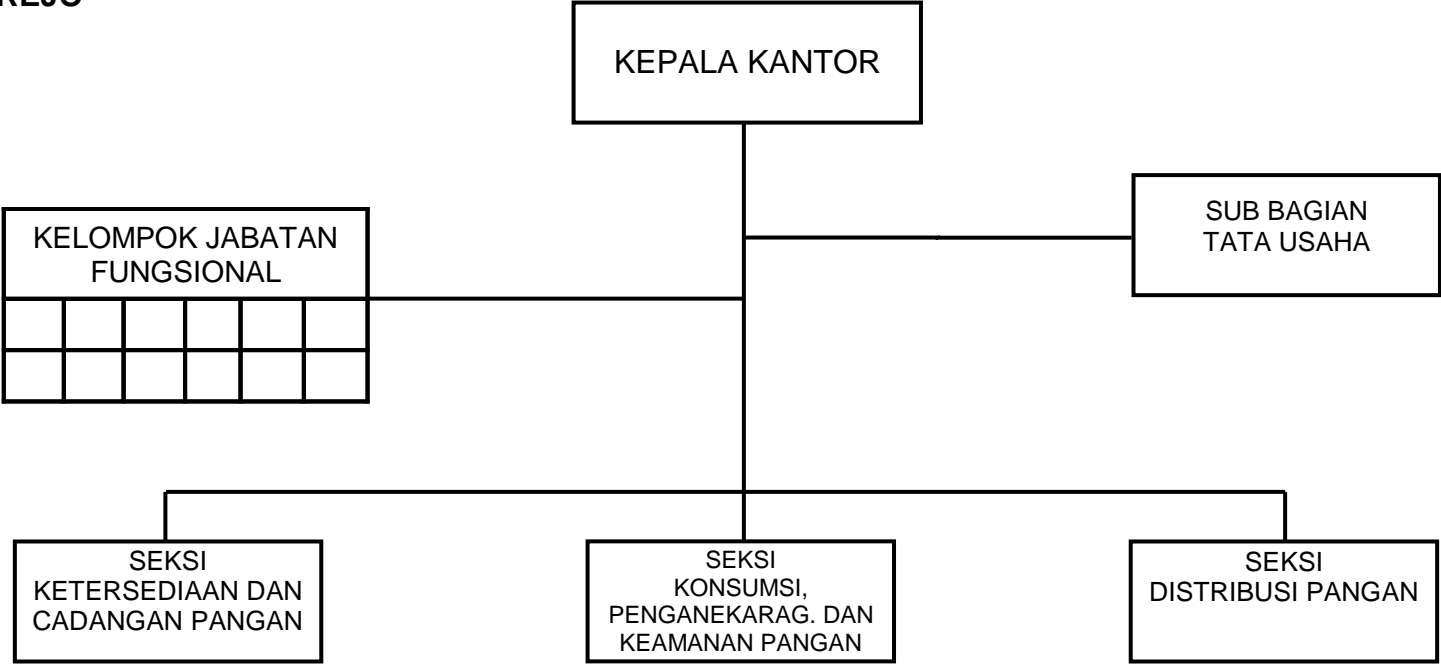 KEPALA KANTOR
SUB BAGIAN
TATA USAHA
KELOMPOK JABATAN
FUNGSIONAL
SEKSI
KETERSEDIAAN DAN
CADANGAN PANGAN
SEKSI
KONSUMSI,
PENGANEKARAG. DAN
KEAMANAN PANGAN
SEKSI
DISTRIBUSI PANGAN